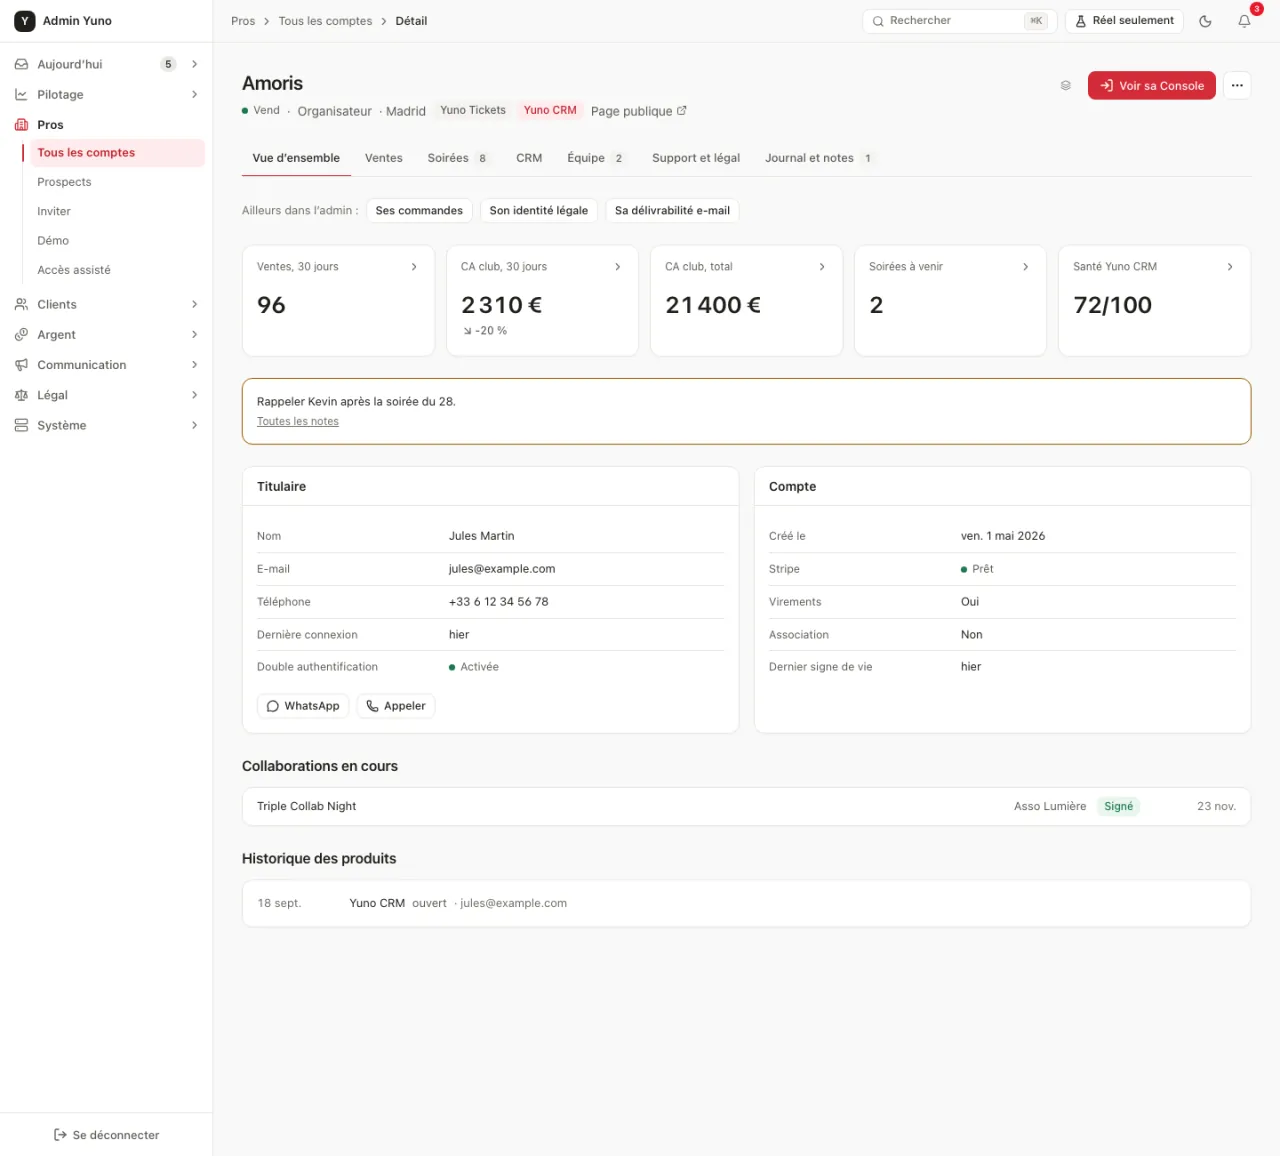 Y Admin Yuno
Pros > Tous les comptes > Détail
Rechercher ⌘K
Réel seulement
3
Aujourd'hui 5
Pilotage
Pros
Tous les comptes
Prospects
Inviter
Démo
Accès assisté
Clients
Argent
Communication
Légal
Système
Se déconnecter
Amoris
Vend · Organisateur · Madrid Yuno Tickets Yuno CRM Page publique
Voir sa Console
Vue d'ensemble Ventes Soirées 8 CRM Équipe 2 Support et légal Journal et notes 1
Ailleurs dans l'admin : Ses commandes Son identité légale Sa délivrabilité e-mail
Ventes, 30 jours
96
CA club, 30 jours
2 310 €
-20 %
CA club, total
21 400 €
Soirées à venir
2
Santé Yuno CRM
72/100
Rappeler Kevin après la soirée du 28.
Toutes les notes
Titulaire
Nom Jules Martin
E-mail jules@example.com
Téléphone +33 6 12 34 56 78
Dernière connexion hier
Double authentification Activée
WhatsApp Appeler
Compte
Créé le ven. 1 mai 2026
Stripe Prêt
Virements Oui
Association Non
Dernier signe de vie hier
Collaborations en cours
Triple Collab Night Asso Lumière Signé 23 nov.
Historique des produits
18 sept. Yuno CRM ouvert · jules@example.com